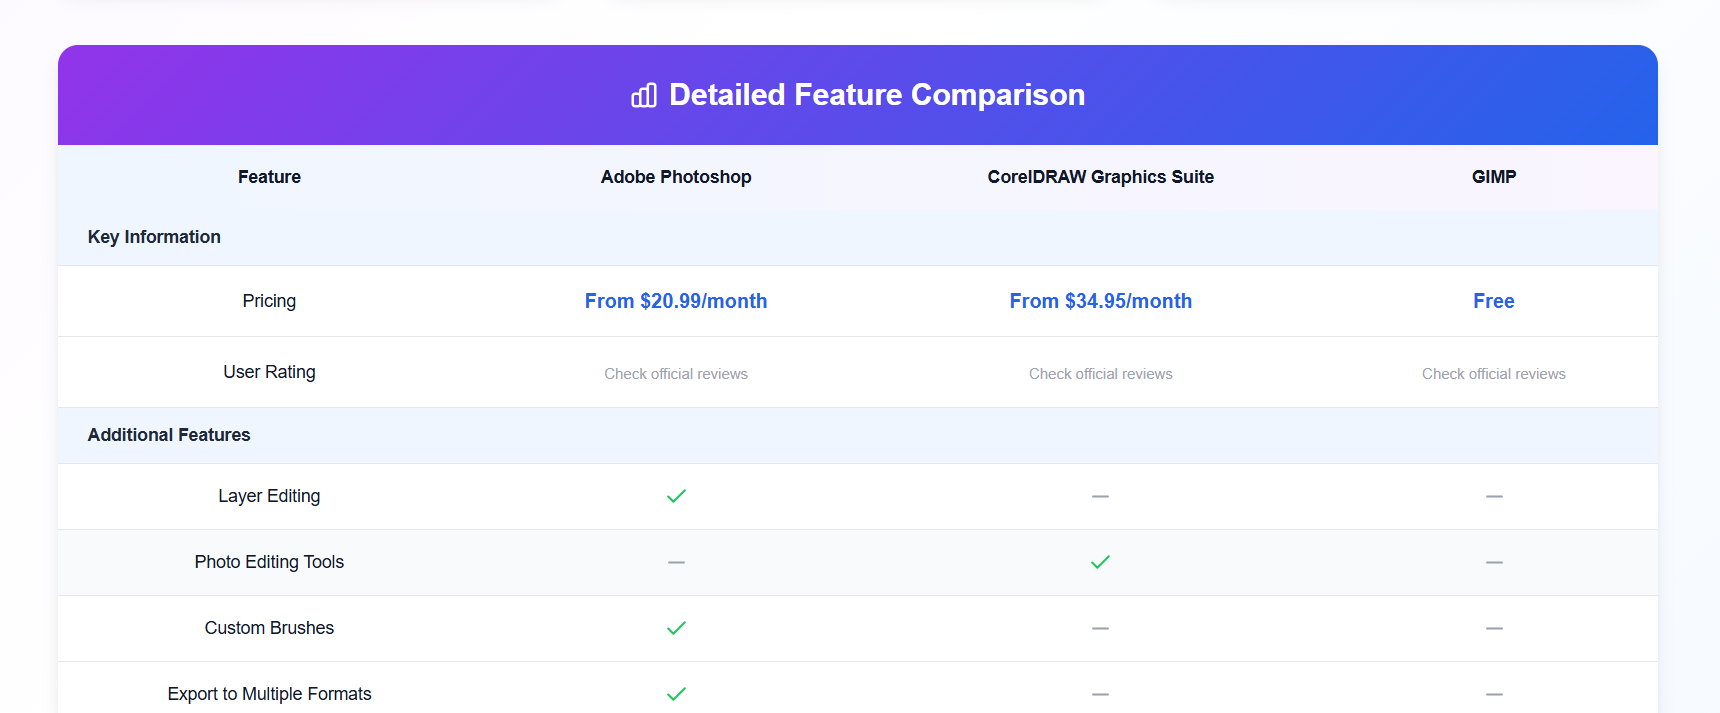 Detailed Feature Comparison
Feature Adobe Photoshop CorelDRAW Graphics Suite GIMP
Key Information
Pricing From $20.99/month From $34.95/month Free
User Rating Check official reviews Check official reviews Check official reviews
Additional Features
Layer Editing ✓ — —
Photo Editing Tools — ✓ —
Custom Brushes ✓ — —
Export to Multiple Formats ✓ — —